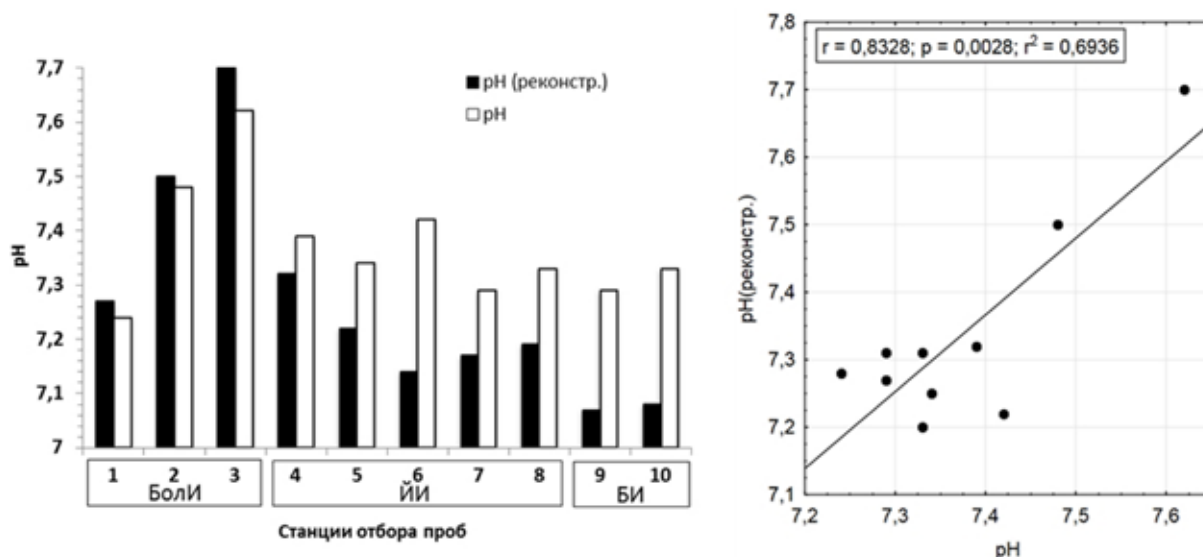 7,7
7,6
7,5
7,4
7,3
7,2
7,1
7
pH
pH (реконстр.)
pH
1 2 3 4 5 6 7 8 9 10
БолИ ЙИ БИ
Станции отбора проб
7,8
7,7
7,6
7,5
7,4
7,3
7,2
7,1
pH(реконстр.)
r = 0,8328; p = 0,0028; r² = 0,6936
7,2 7,3 7,4 7,5 7,6
pH